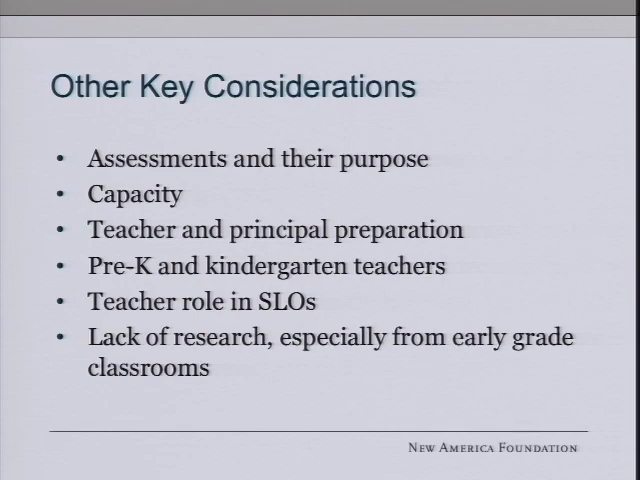 Other Key Considerations
• Assessments and their purpose
• Capacity
• Teacher and principal preparation
• Pre-K and kindergarten teachers
• Teacher role in SLOs
• Lack of research, especially from early grade
classrooms
NEW AMERICA FOUNDATION